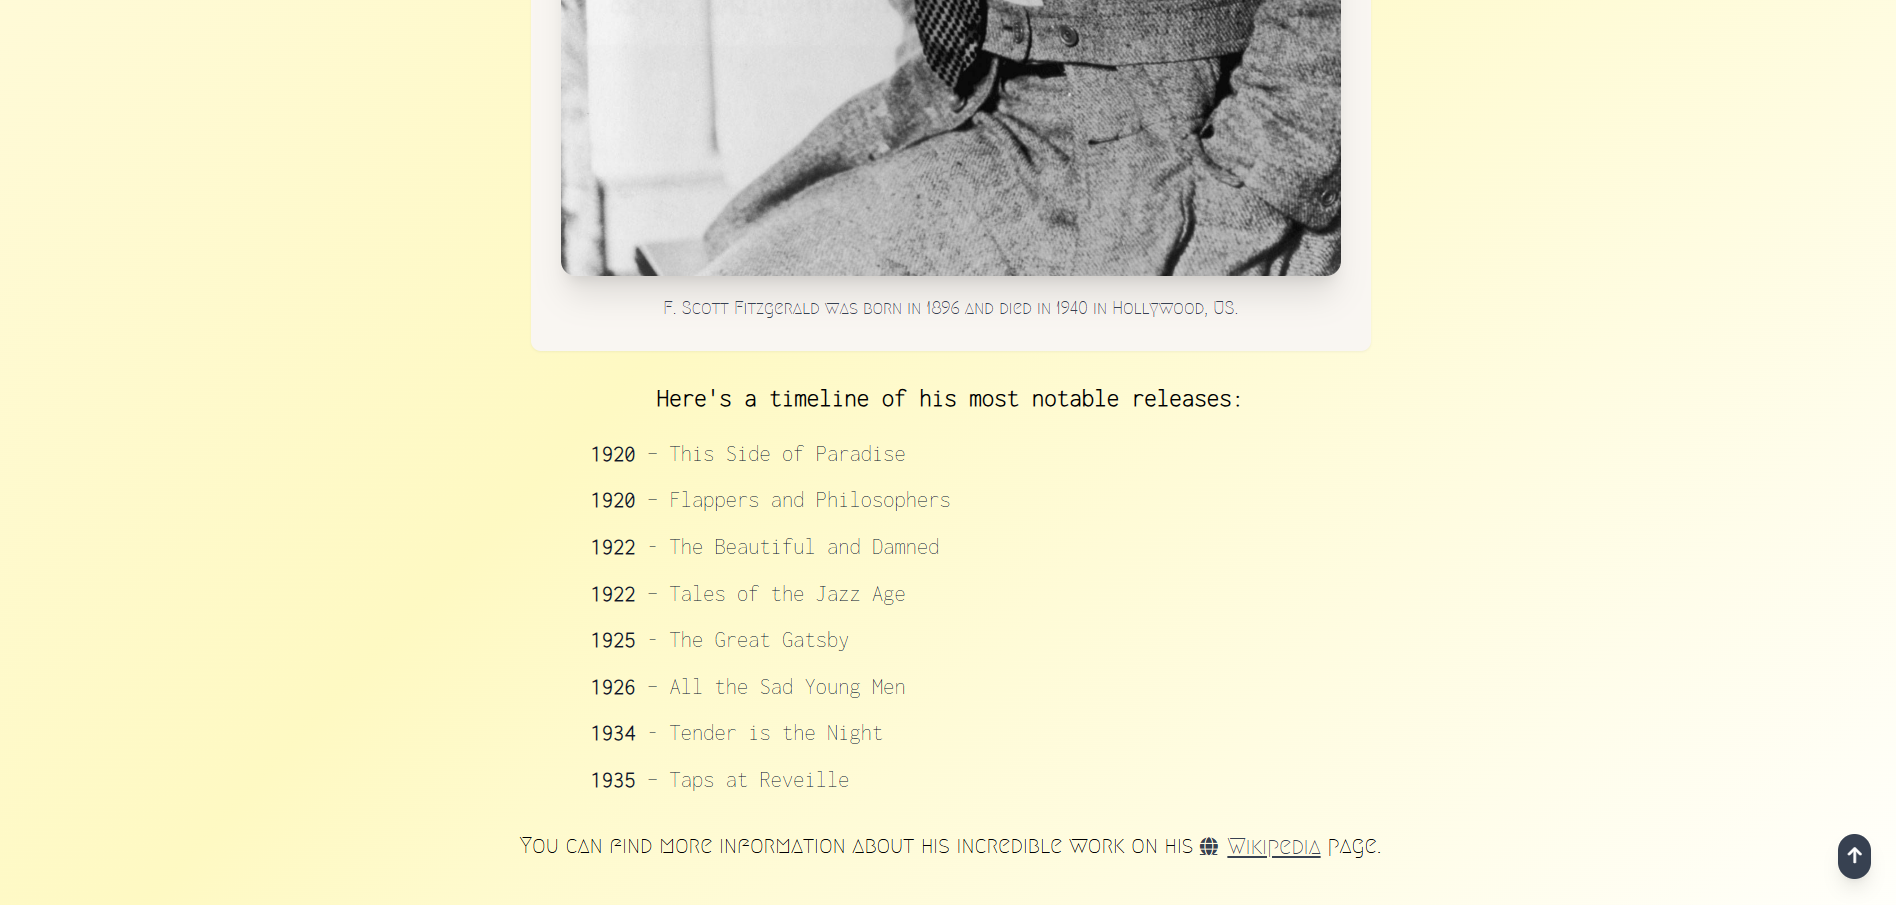 F. Scott Fitzgerald was born in 1896 and died in 1940 in Hollywood, US.
Here's a timeline of his most notable releases:
1920 – This Side of Paradise
1920 – Flappers and Philosophers
1922 - The Beautiful and Damned
1922 – Tales of the Jazz Age
1925 - The Great Gatsby
1926 – All the Sad Young Men
1934 - Tender is the Night
1935 – Taps at Reveille
You can find more information about his incredible work on his Wikipedia page.